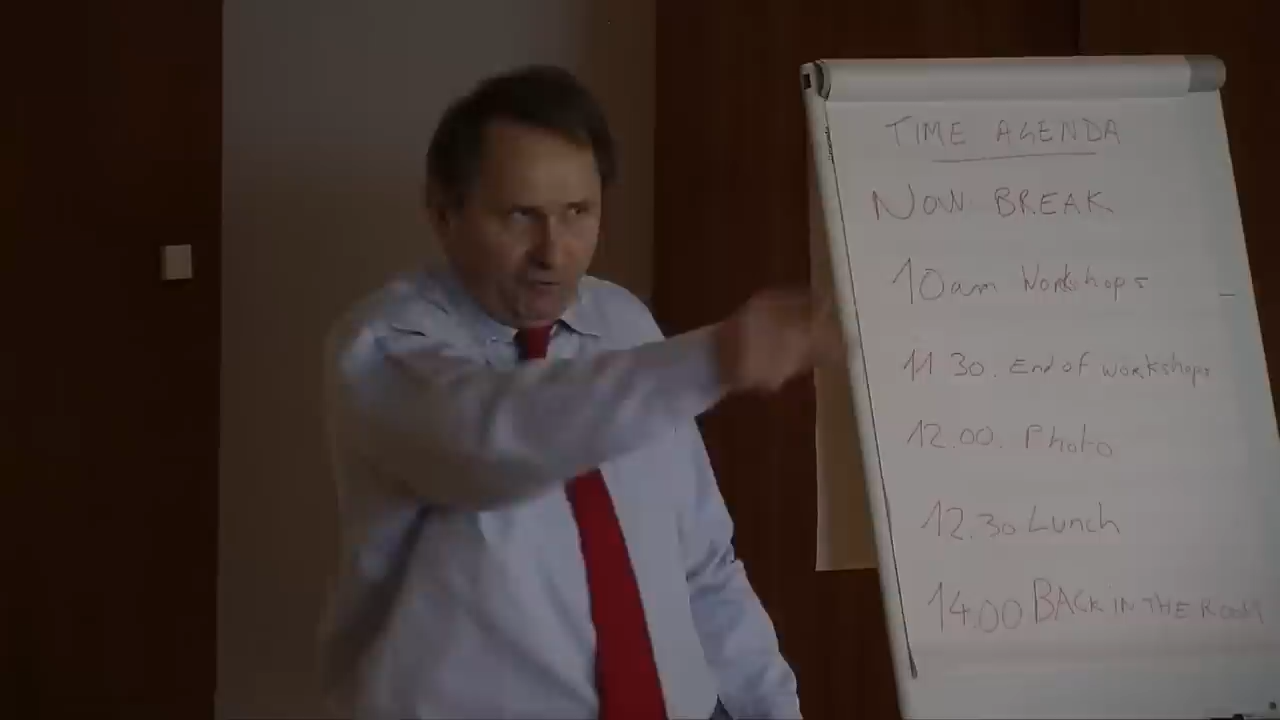 TIME AGENDA
NOW BREAK
10am Workshops
11 30. End of workshops
12.00. Photo
12.30 Lunch
14.00 BACK IN THE ROOM